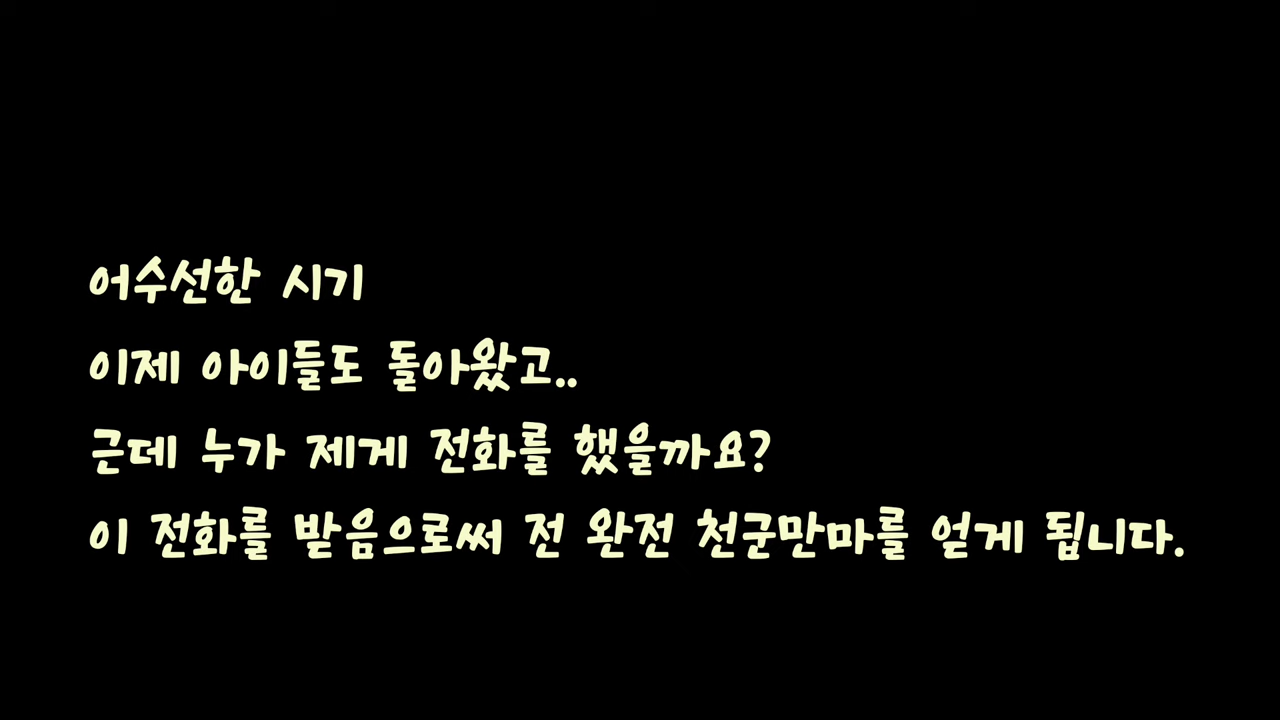 어수선한 시기
이제 아이들도 돌아왔고..
근데 누가 제게 전화를 했을까요?
이 전화를 받음으로써 전 완전 천군만마를 얻게 됩니다.